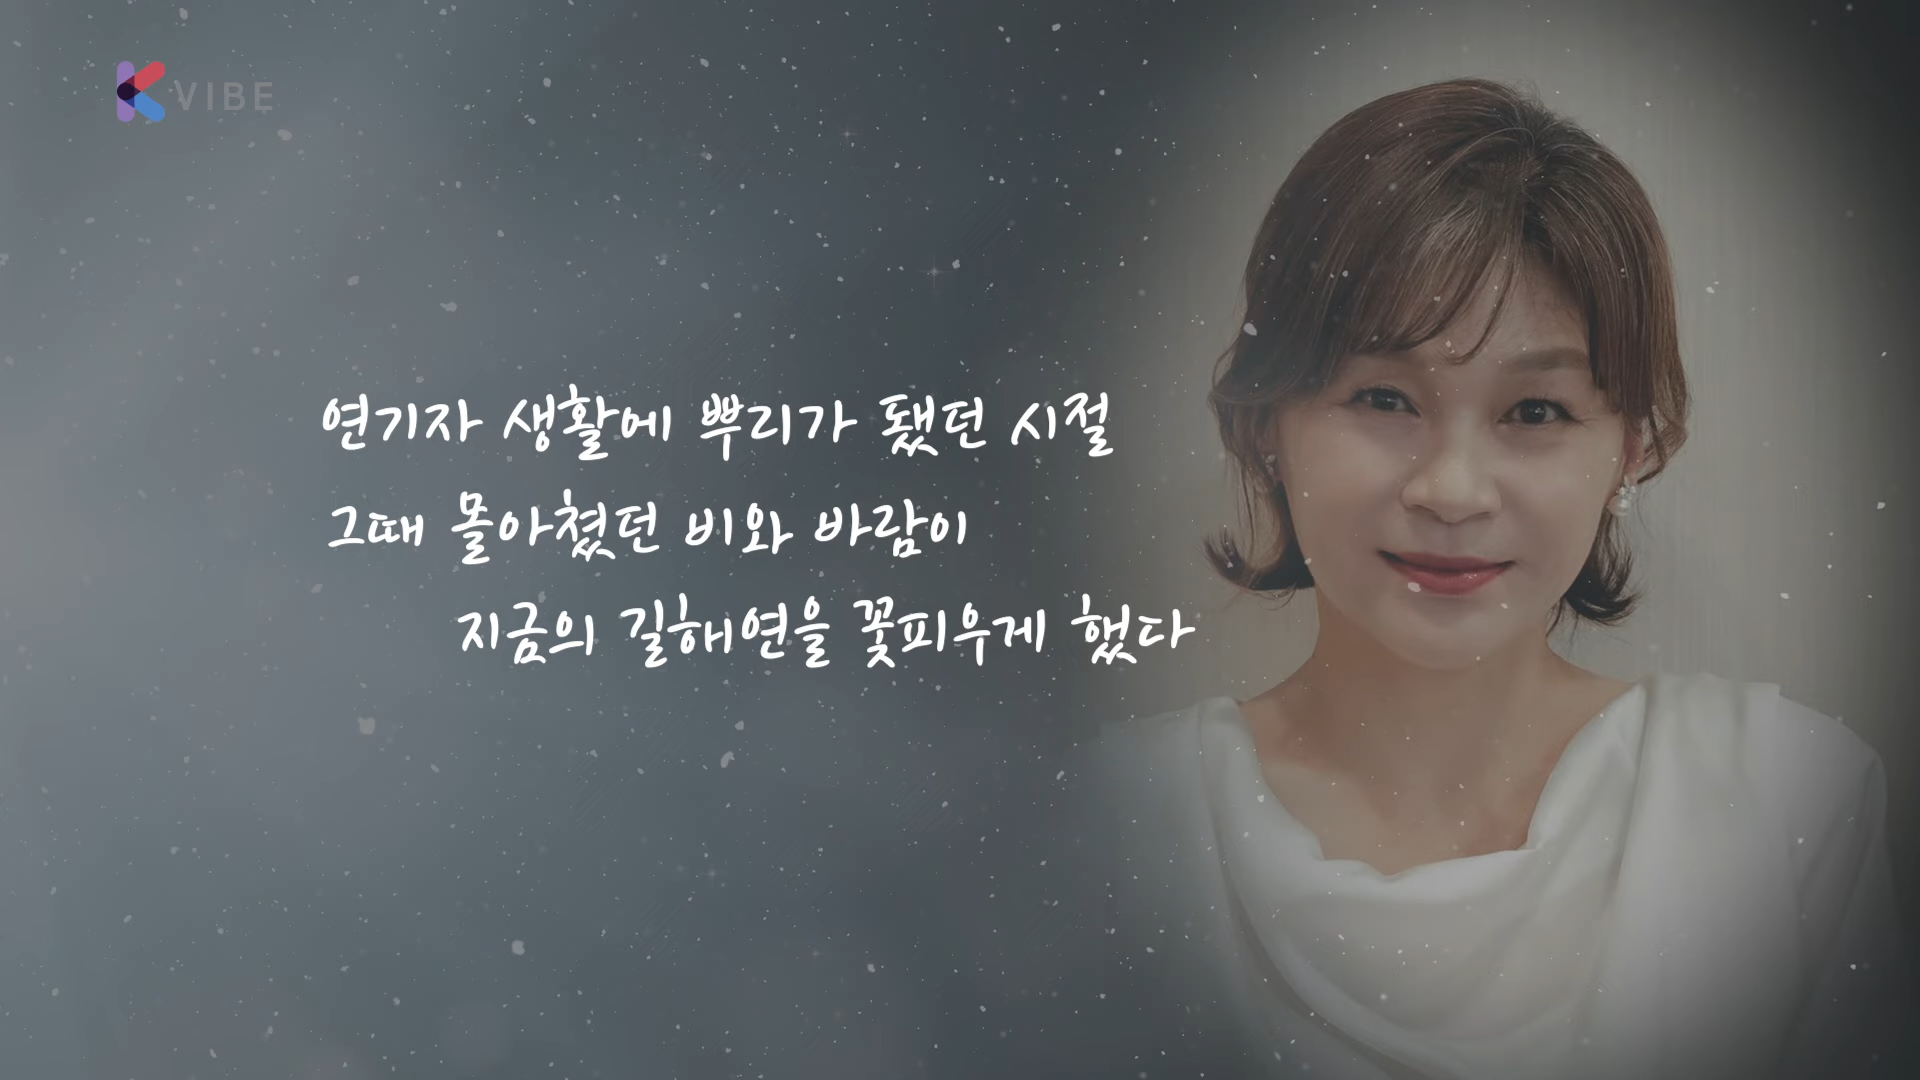 K VIBE
연기자 생활에 뿌리가 됐던 시절
그때 몰아쳤던 비와 바람이
지금의 길해연을 꽃피우게 했다